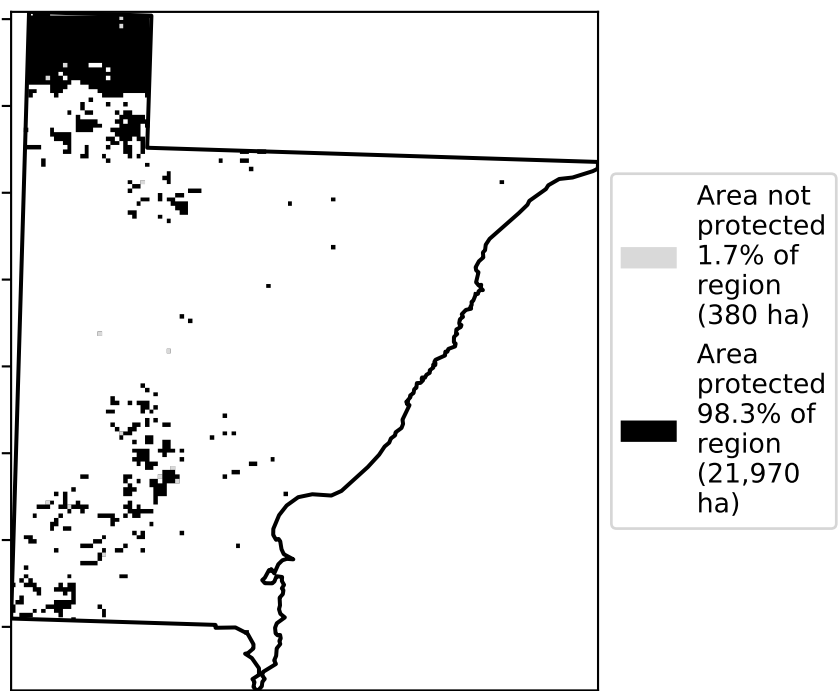 Area not
protected
1.7% of
region
(380 ha)
Area
protected
98.3% of
region
(21,970
ha)